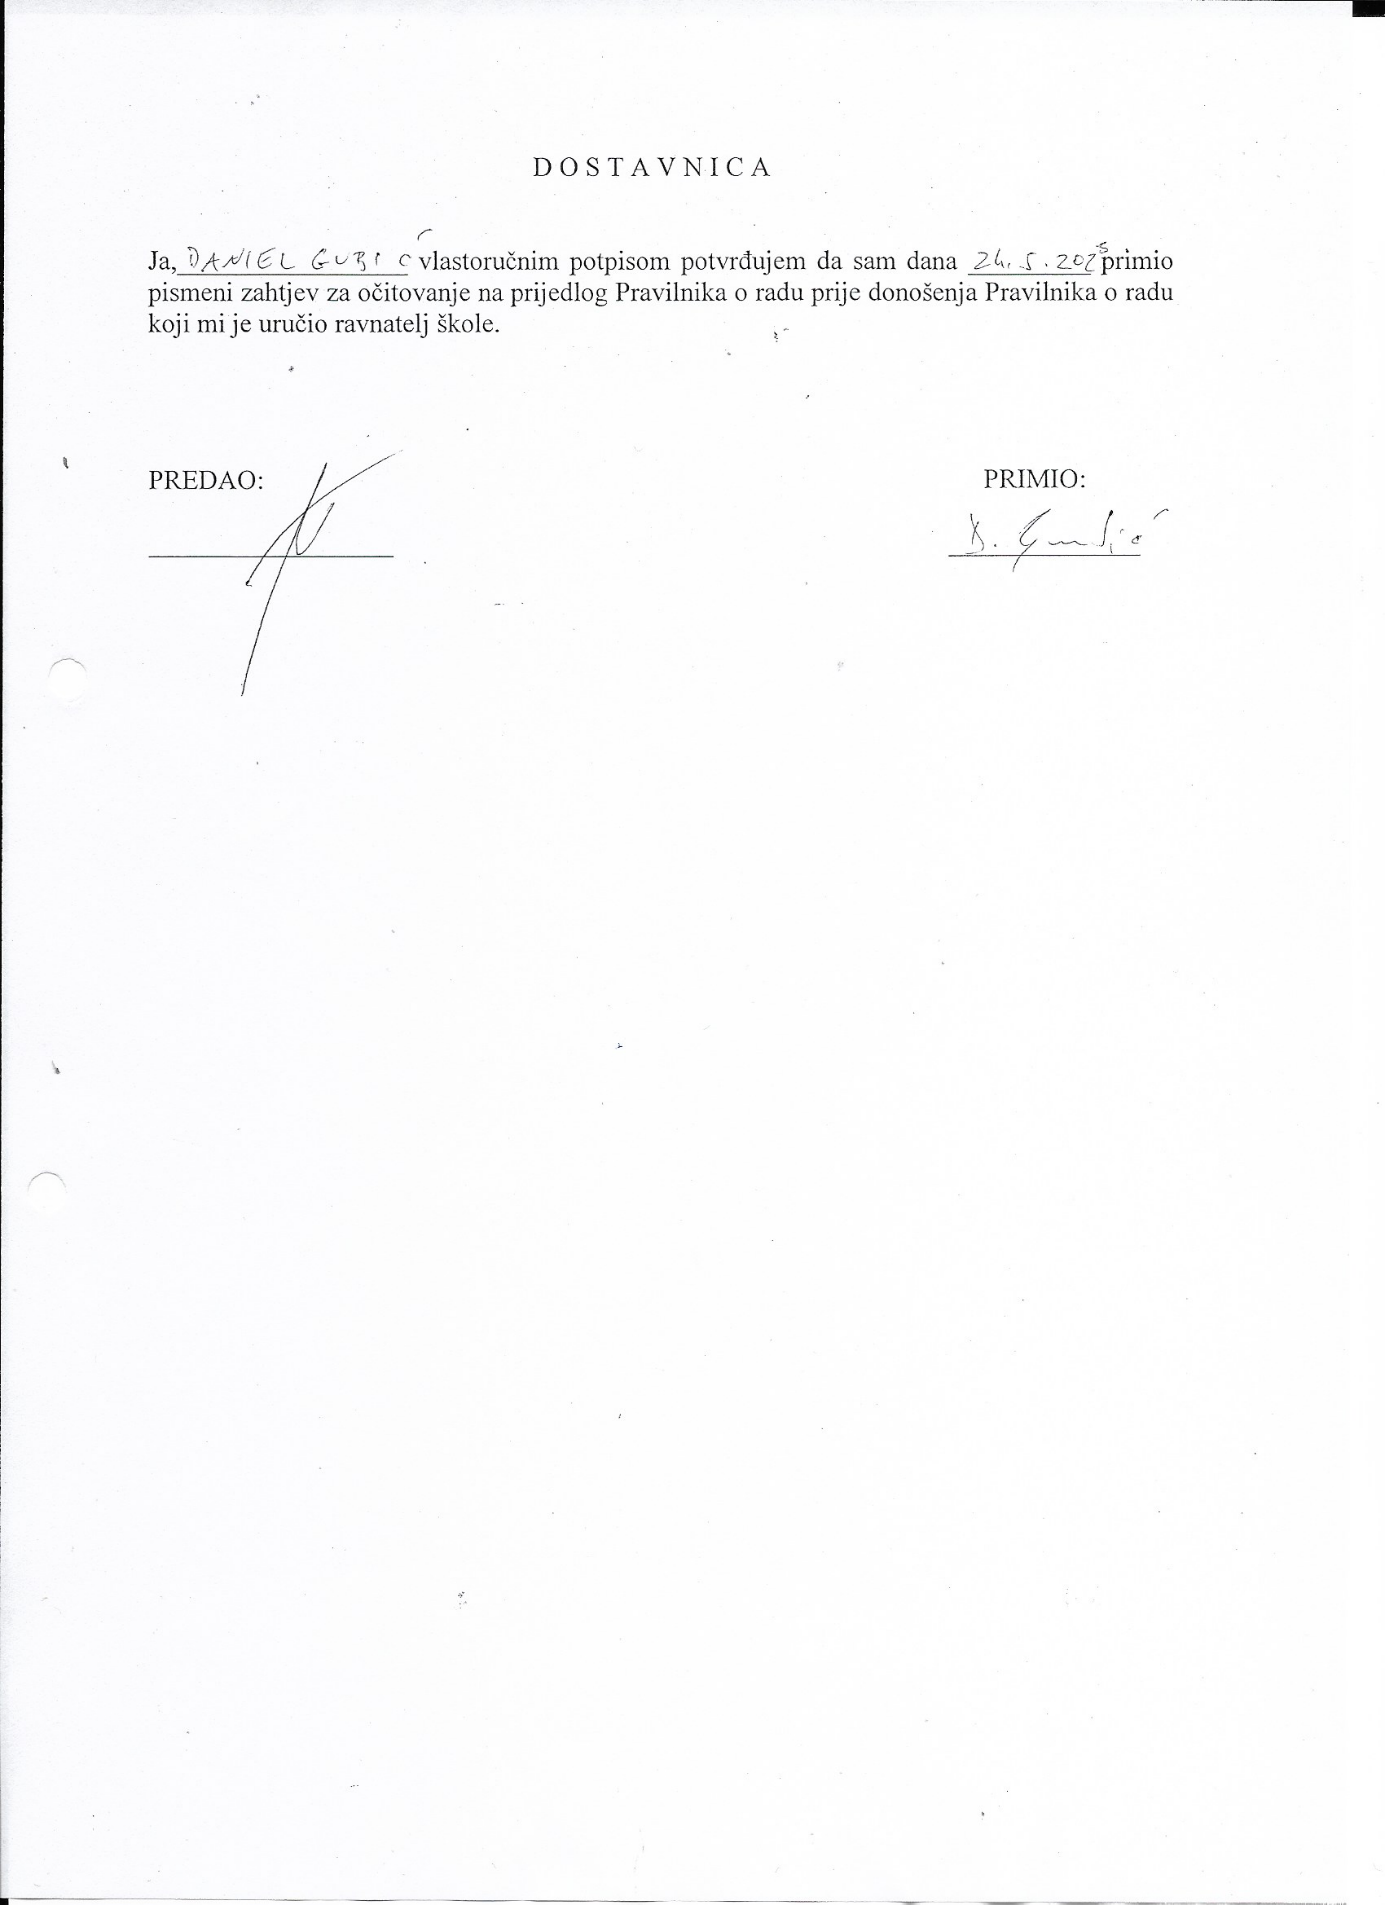 DOSTAVNICA
Ja, DANIEL GUBIĆ vlastoručnim potpisom potvrđujem da sam dana 24.5.2025 primio
pismeni zahtjev za očitovanje na prijedlog Pravilnika o radu prije donošenja Pravilnika o radu
koji mi je uručio ravnatelj škole.
PREDAO: PRIMIO:
D.